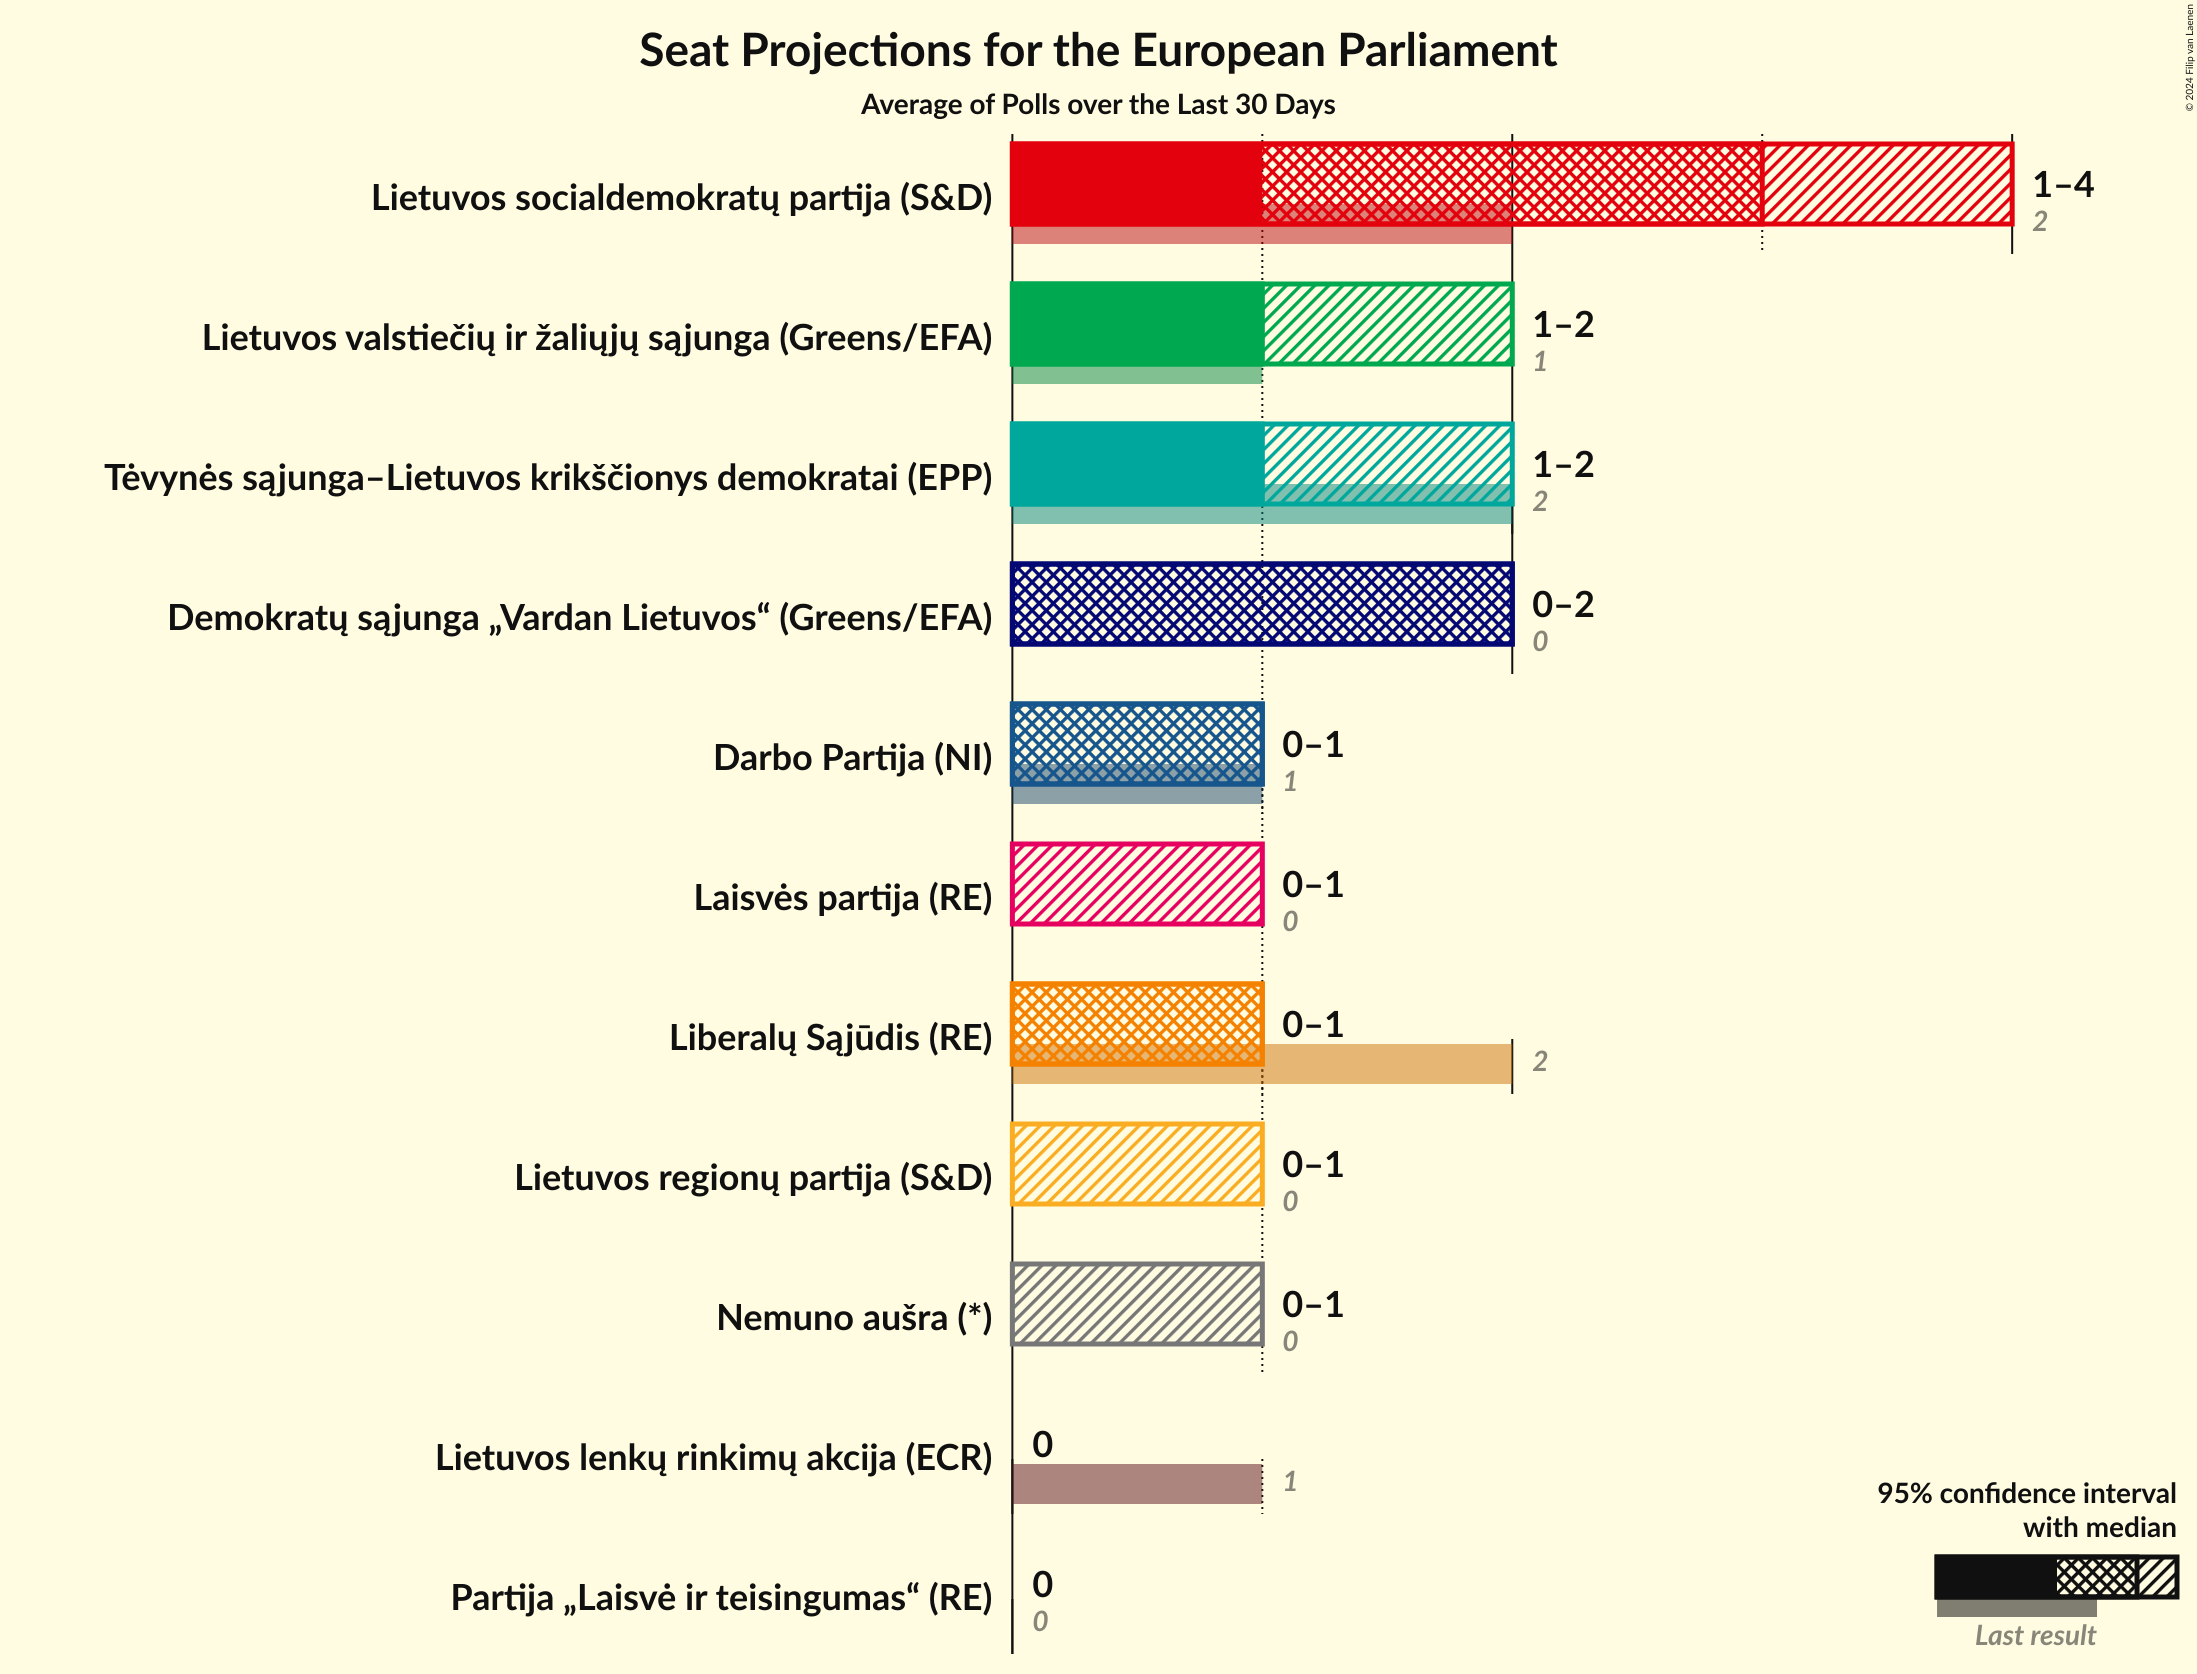 Seat Projections for the European Parliament
Average of Polls over the Last 30 Days
© 2024 Filip van Laenen
Lietuvos socialdemokratų partija (S&D)
1–4
2
Lietuvos valstiečių ir žaliųjų sąjunga (Greens/EFA)
1–2
1
Tėvynės sąjunga–Lietuvos krikščionys demokratai (EPP)
1–2
2
Demokratų sąjunga „Vardan Lietuvos“ (Greens/EFA)
0–2
0
Darbo Partija (NI)
0–1
1
Laisvės partija (RE)
0–1
0
Liberalų Sąjūdis (RE)
0–1
2
Lietuvos regionų partija (S&D)
0–1
0
Nemuno aušra (*)
0–1
0
Lietuvos lenkų rinkimų akcija (ECR)
0
1
Partija „Laisvė ir teisingumas“ (RE)
0
0
95% confidence interval
with median
Last result